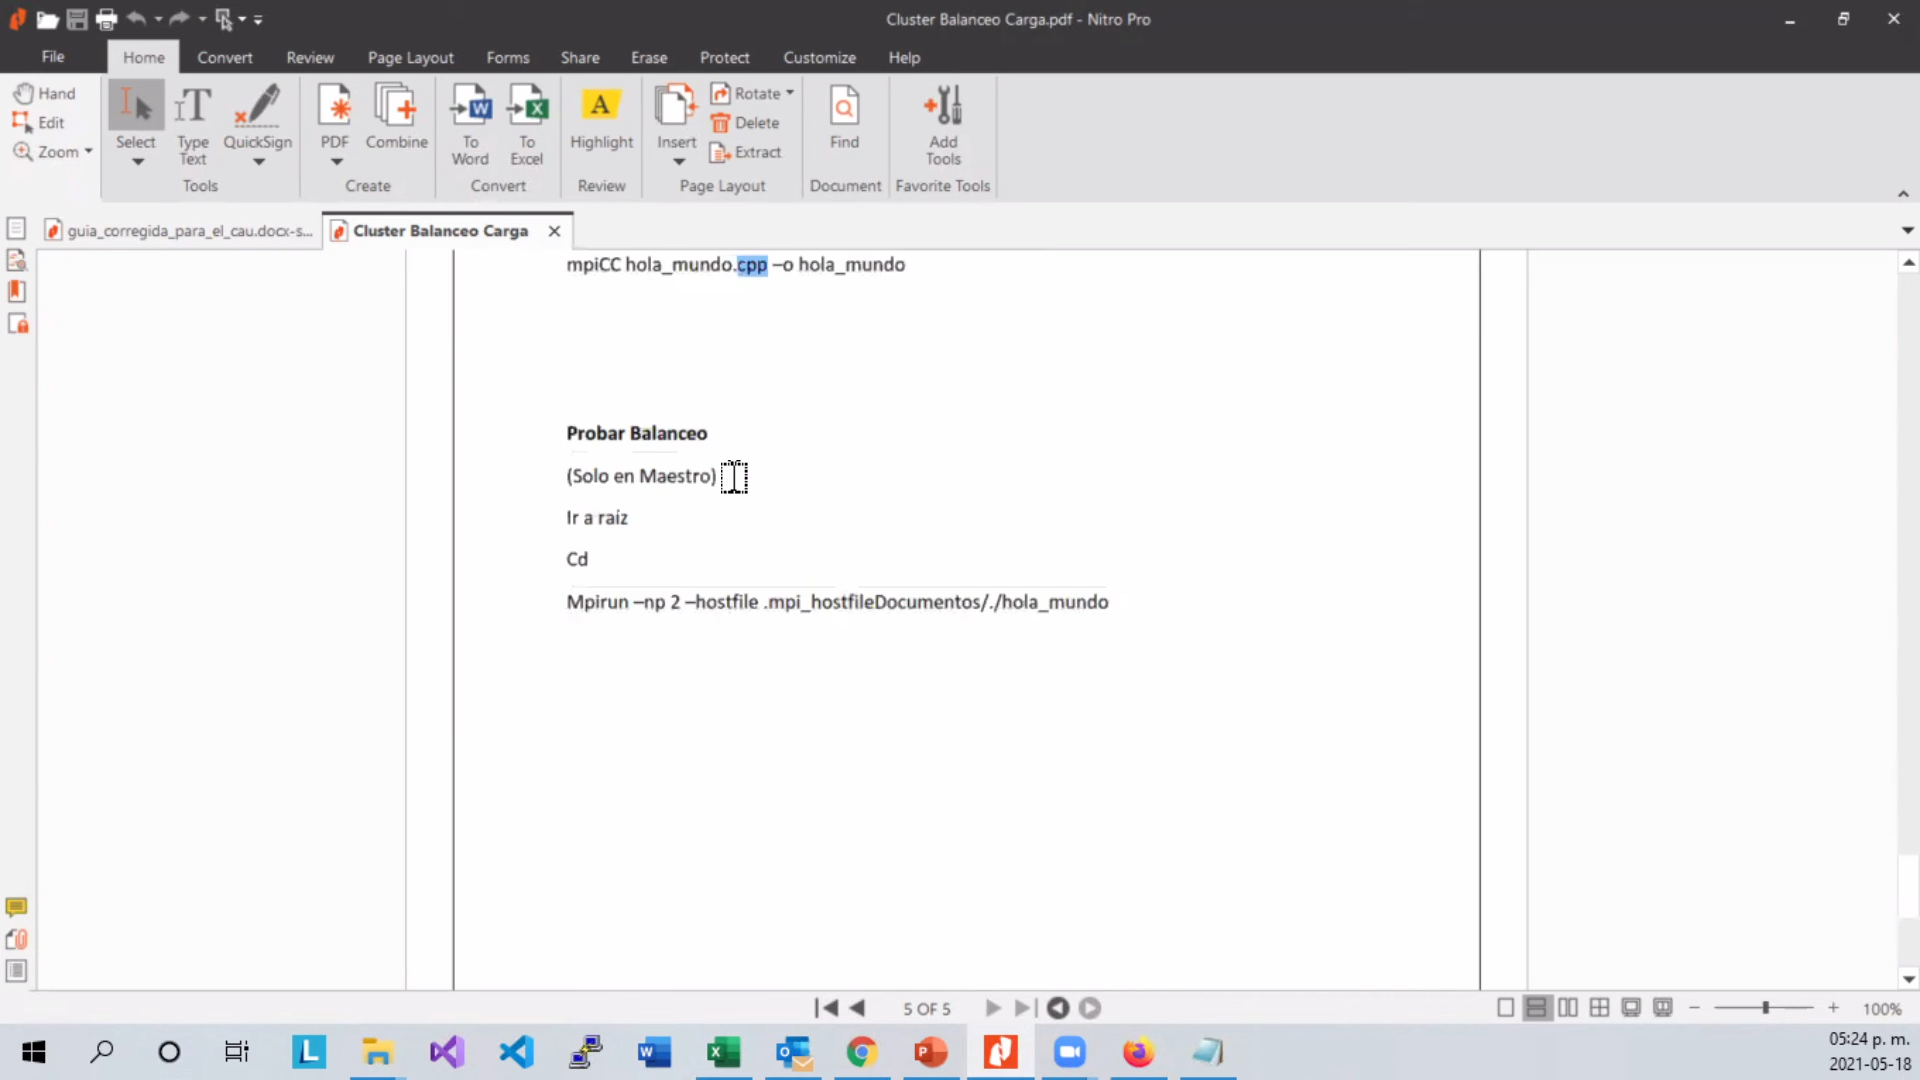 Cluster Balanceo Carga.pdf - Nitro Pro
File Home Convert Review Page Layout Forms Share Erase Protect Customize Help
Hand
Edit
Zoom
Select
Type Text
QuickSign
Tools
PDF
Combine
Create
To Word
To Excel
Convert
Highlight
Review
Insert
Rotate
Delete
Extract
Page Layout
Find
Document
Add Tools
Favorite Tools
guia_corregida_para_el_cau.docx-s...
Cluster Balanceo Carga
mpiCC hola_mundo.cpp –o hola_mundo
Probar Balanceo
(Solo en Maestro)
Ir a raíz
Cd
Mpirun –np 2 –hostfile .mpi_hostfileDocumentos/./hola_mundo
5 OF 5
100%
05:24 p. m.
2021-05-18